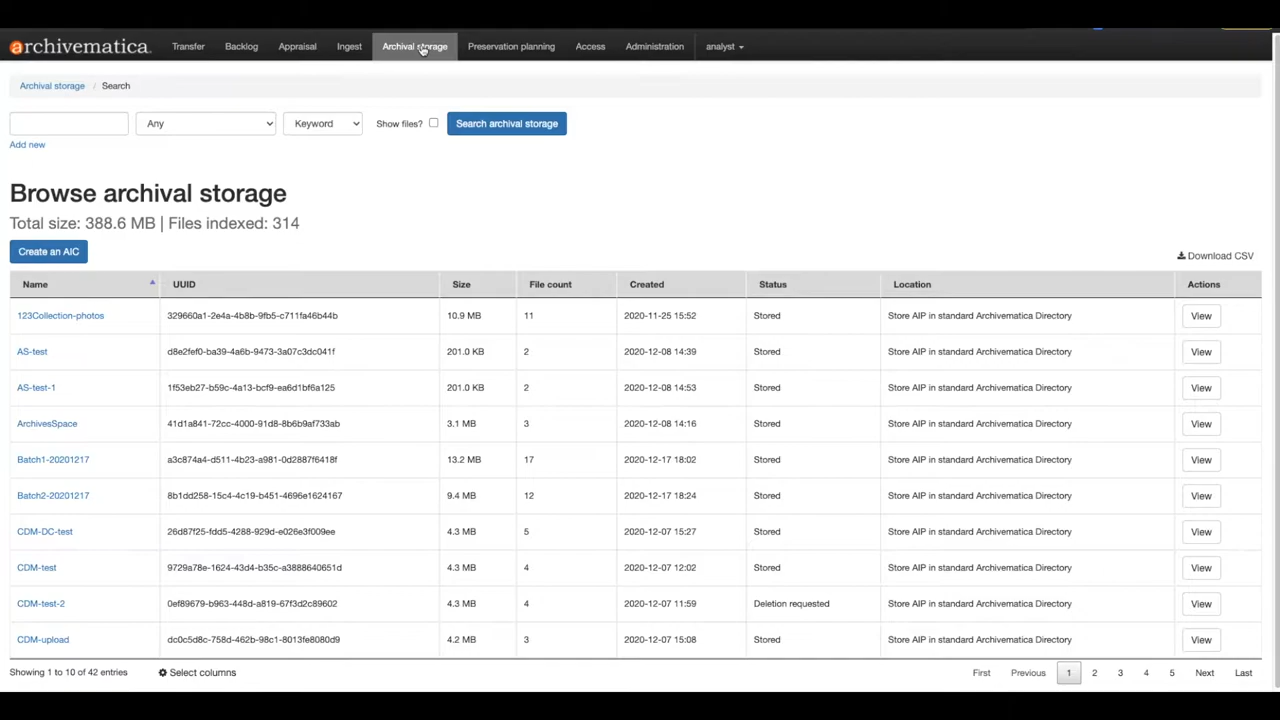 archivematica. Transfer Backlog Appraisal Ingest Archival storage Preservation planning Access Administration analyst
Archival storage / Search
Any Keyword Show files? Search archival storage
Add new
Browse archival storage
Total size: 388.6 MB | Files indexed: 314
Create an AIC
Download CSV
Name UUID Size File count Created Status Location Actions
123Collection-photos 329660a1-2e4a-4b8b-9fb5-c711fa46b44b 10.9 MB 11 2020-11-25 15:52 Stored Store AIP in standard Archivematica Directory View
AS-test d8e2fef0-ba39-4a6b-9473-3a07c3dc041f 201.0 KB 2 2020-12-08 14:39 Stored Store AIP in standard Archivematica Directory View
AS-test-1 1f53eb27-b59c-4a13-bcf9-ea6d1bf6a125 201.0 KB 2 2020-12-08 14:53 Stored Store AIP in standard Archivematica Directory View
ArchivesSpace 41d1a841-72cc-4000-91d8-8b6b9af733ab 3.1 MB 3 2020-12-08 14:16 Stored Store AIP in standard Archivematica Directory View
Batch1-20201217 a3c874a4-d511-4b23-a981-0d2887f6418f 13.2 MB 17 2020-12-17 18:02 Stored Store AIP in standard Archivematica Directory View
Batch2-20201217 8b1dd258-15c4-4c19-b451-4696e1624167 9.4 MB 12 2020-12-17 18:24 Stored Store AIP in standard Archivematica Directory View
CDM-DC-test 26d87f25-fdd5-4288-929d-e026e3f009ee 4.3 MB 5 2020-12-07 15:27 Stored Store AIP in standard Archivematica Directory View
CDM-test 9729a78e-1624-43d4-b35c-a3888640651d 4.3 MB 4 2020-12-07 12:02 Stored Store AIP in standard Archivematica Directory View
CDM-test-2 0ef89679-b963-448d-a819-67f3d2c89602 4.3 MB 4 2020-12-07 11:59 Deletion requested Store AIP in standard Archivematica Directory View
CDM-upload dc0c5d8c-758d-462b-98c1-8013fe8080d9 4.2 MB 3 2020-12-07 15:08 Stored Store AIP in standard Archivematica Directory View
Showing 1 to 10 of 42 entries Select columns First Previous 1 2 3 4 5 Next Last